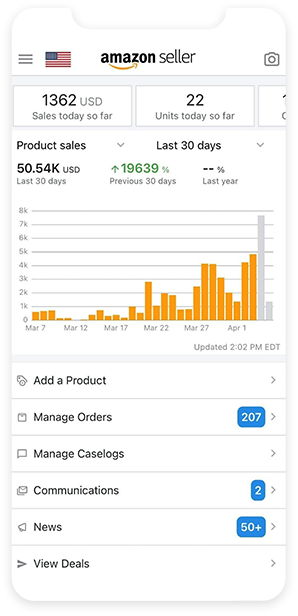 amazon seller
1362 USD
Sales today so far
22
Units today so far
Product sales
Last 30 days
50.54K USD
Last 30 days
↑19639 %
Previous 30 days
-- %
Last year
8k
7k
6k
5k
4k
3k
2k
1k
0
Mar 7 Mar 12 Mar 17 Mar 22 Mar 27 Apr 1
Updated 2:02 PM EDT
Add a Product
Manage Orders 207
Manage Caselogs
Communications 2
News 50+
View Deals